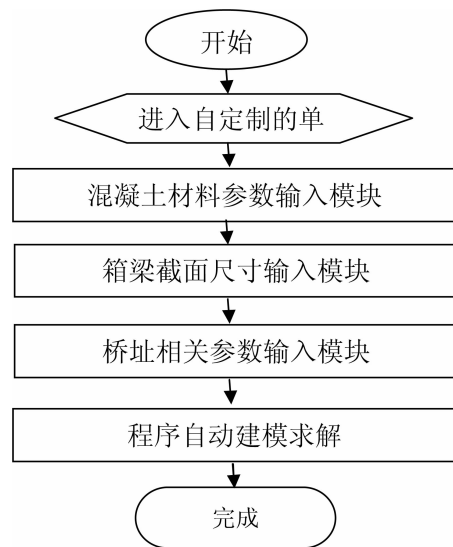 开始
进入自定制的单
混凝土材料参数输入模块
箱梁截面尺寸输入模块
桥址相关参数输入模块
程序自动建模求解
完成